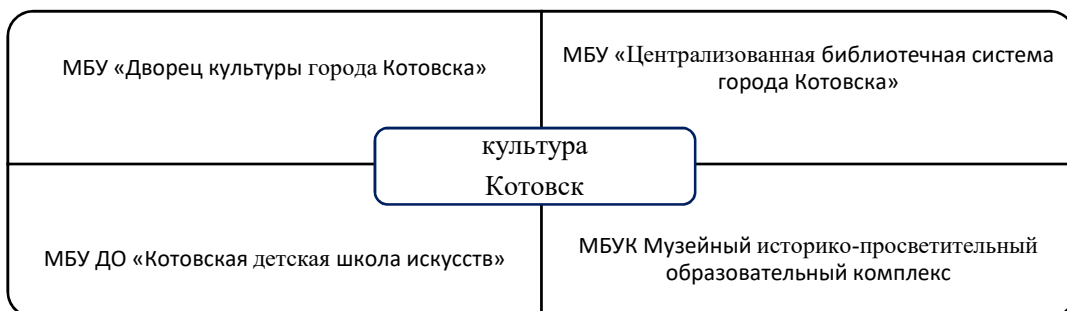 МБУ «Дворец культуры города Котовска»
МБУ «Централизованная библиотечная система
города Котовска»
культура
Котовск
МБУ ДО «Котовская детская школа искусств»
МБУК Музейный историко-просветительный
образовательный комплекс